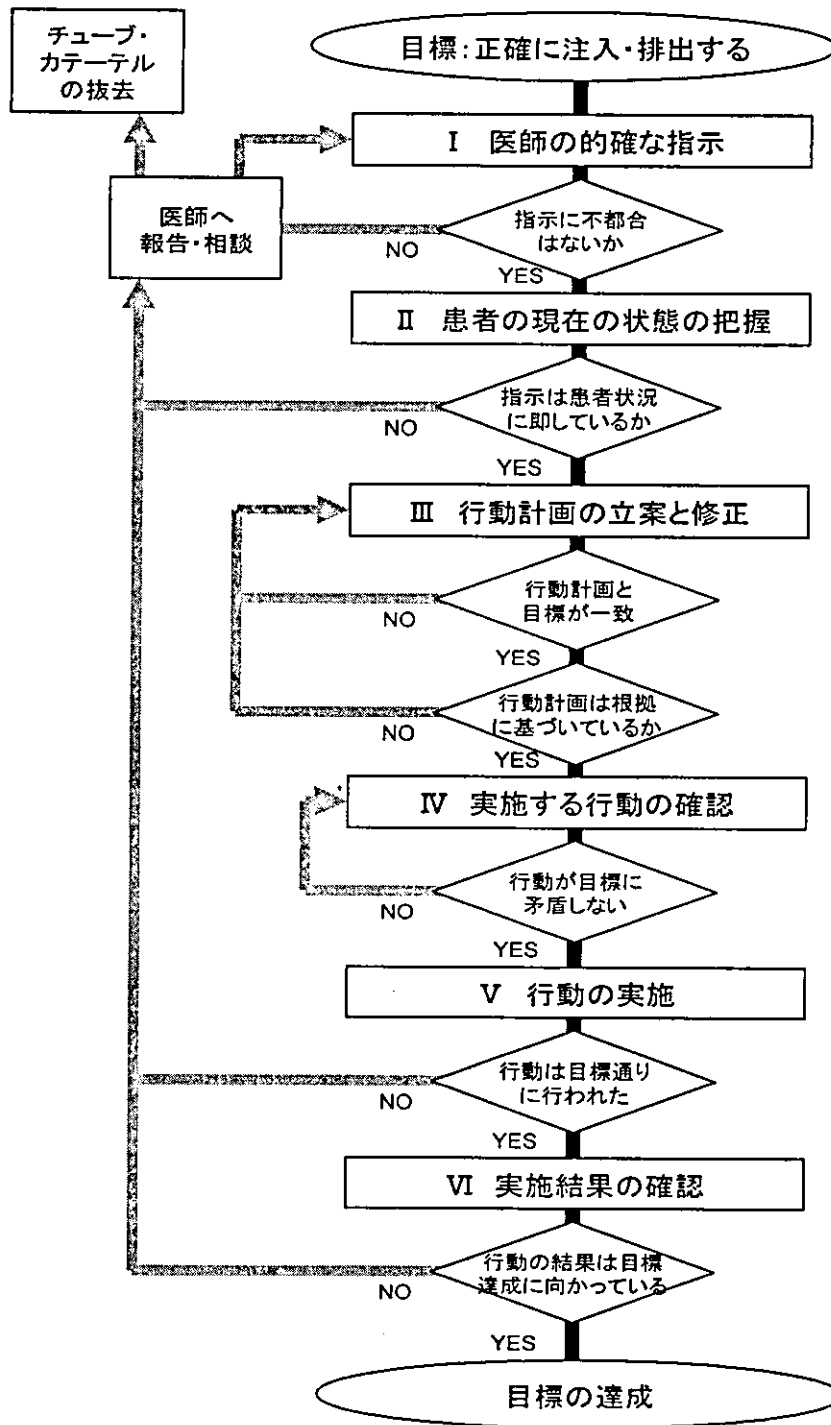 チューブ・
カテーテル
の抜去
目標:正確に注入・排出する
Ⅰ 医師の的確な指示
医師へ
報告・相談
指示に不都合
はないか
NO
YES
Ⅱ 患者の現在の状態の把握
指示は患者状況
に即しているか
NO
YES
Ⅲ 行動計画の立案と修正
行動計画と
目標が一致
NO
YES
行動計画は根拠
に基づいているか
NO
YES
Ⅳ 実施する行動の確認
行動が目標に
矛盾しない
NO
YES
Ⅴ 行動の実施
行動は目標通り
に行われた
NO
YES
Ⅵ 実施結果の確認
行動の結果は目標
達成に向かっている
NO
YES
目標の達成